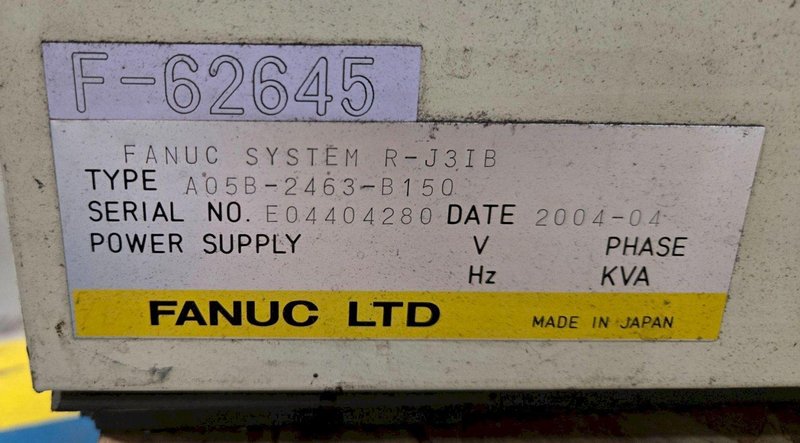 F-62645
FANUC SYSTEM R-J3IB
TYPE A05B-2463-B150
SERIAL NO. E04404280 DATE 2004-04
POWER SUPPLY V PHASE
Hz KVA
FANUC LTD MADE IN JAPAN